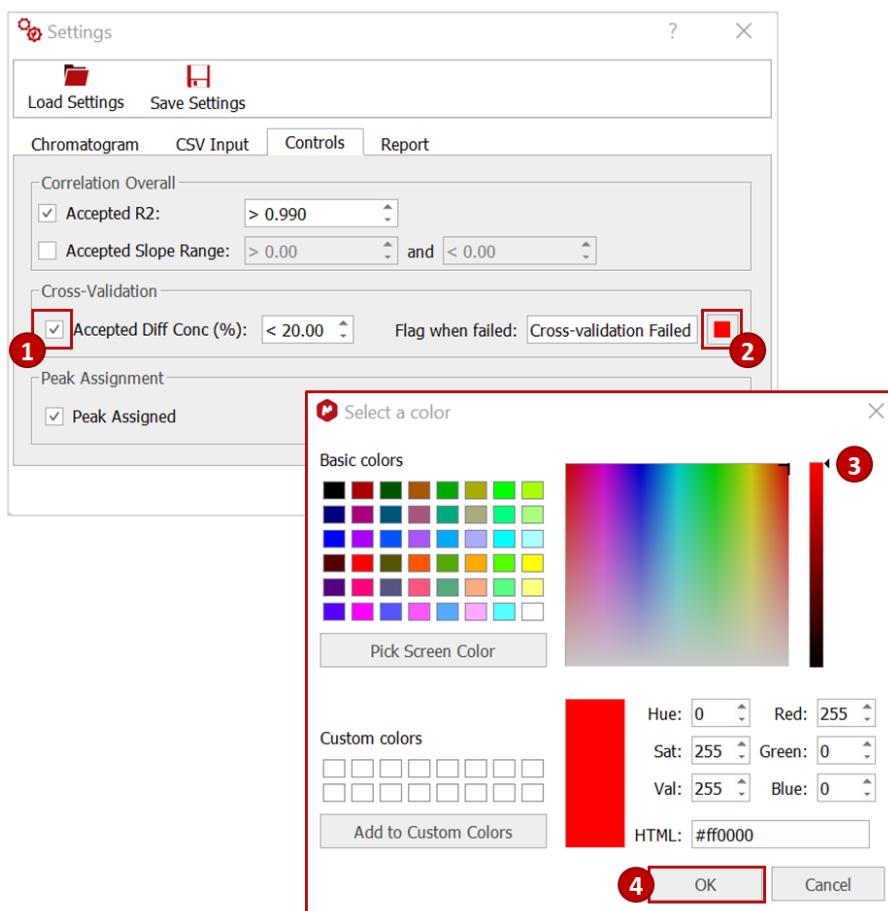 Settings
?
Load Settings Save Settings
Chromatogram CSV Input Controls Report
Correlation Overall
Accepted R2: > 0.990
Accepted Slope Range: > 0.00 and < 0.00
Cross-Validation
Accepted Diff Conc (%): < 20.00 Flag when failed: Cross-validation Failed
1
2
Peak Assignment
Peak Assigned
Select a color
Basic colors
3
Pick Screen Color
Hue: 0 Red: 255
Custom colors
Sat: 255 Green: 0
Val: 255 Blue: 0
Add to Custom Colors
HTML: #ff0000
4 OK Cancel